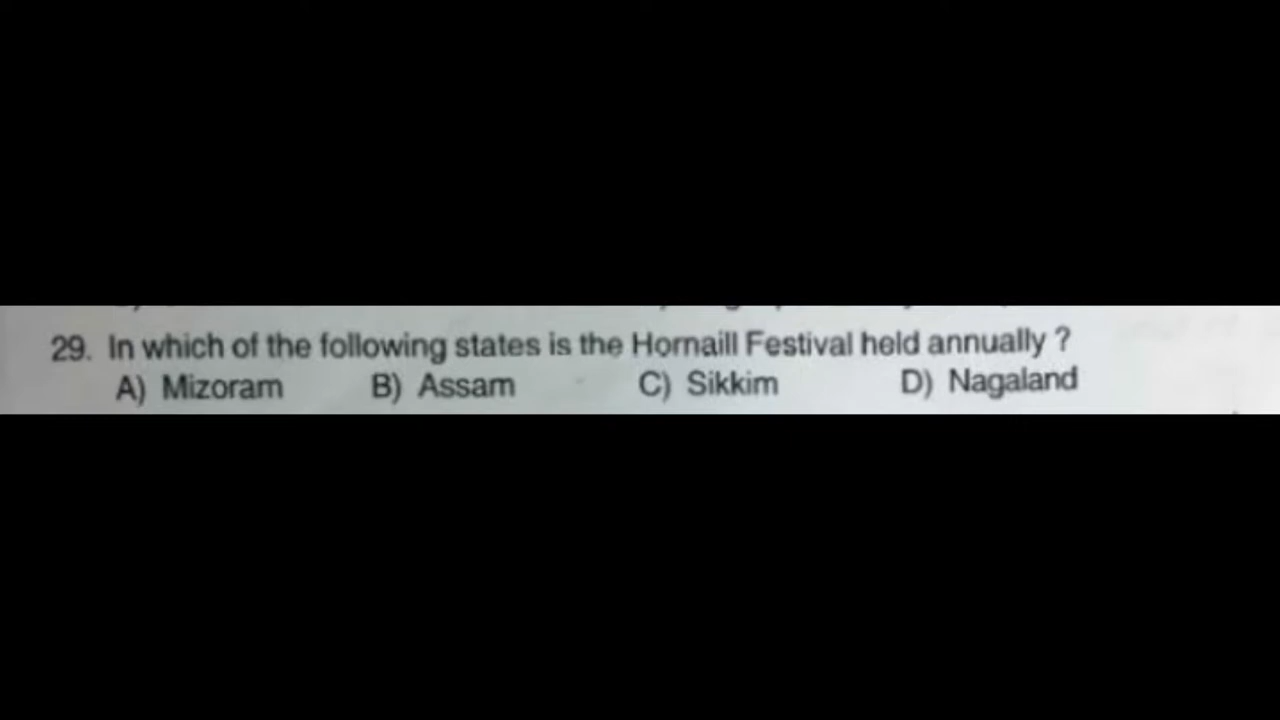 29. In which of the following states is the Hornaill Festival held annually ?
A) Mizoram B) Assam C) Sikkim D) Nagaland